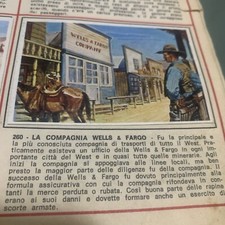 WELLS & FARGO
COMPANY
260 - LA COMPAGNIA WELLS & FARGO - Fu la principale e
la più conosciuta compagnia di trasporti di tutto il West. Pra-
ticamente esisteva un ufficio della Wells & Fargo in ogni impor-
tante città del West e in quasi tutte quelle minerarie. Agli
inizi la compagnia si appoggiava alle linee locali, ma ben
presto la maggior parte delle diligenze fu della compagnia. Il
successo della Wells & Fargo fu dovuto principalmente alla
formula assicurativa con cui la compagnia rifondeva in con-
tanti la merce perduta o rubata. Così buona parte delle rapine
erano ai suoi danni e dovette formare anche un esercito di
scorte armate.